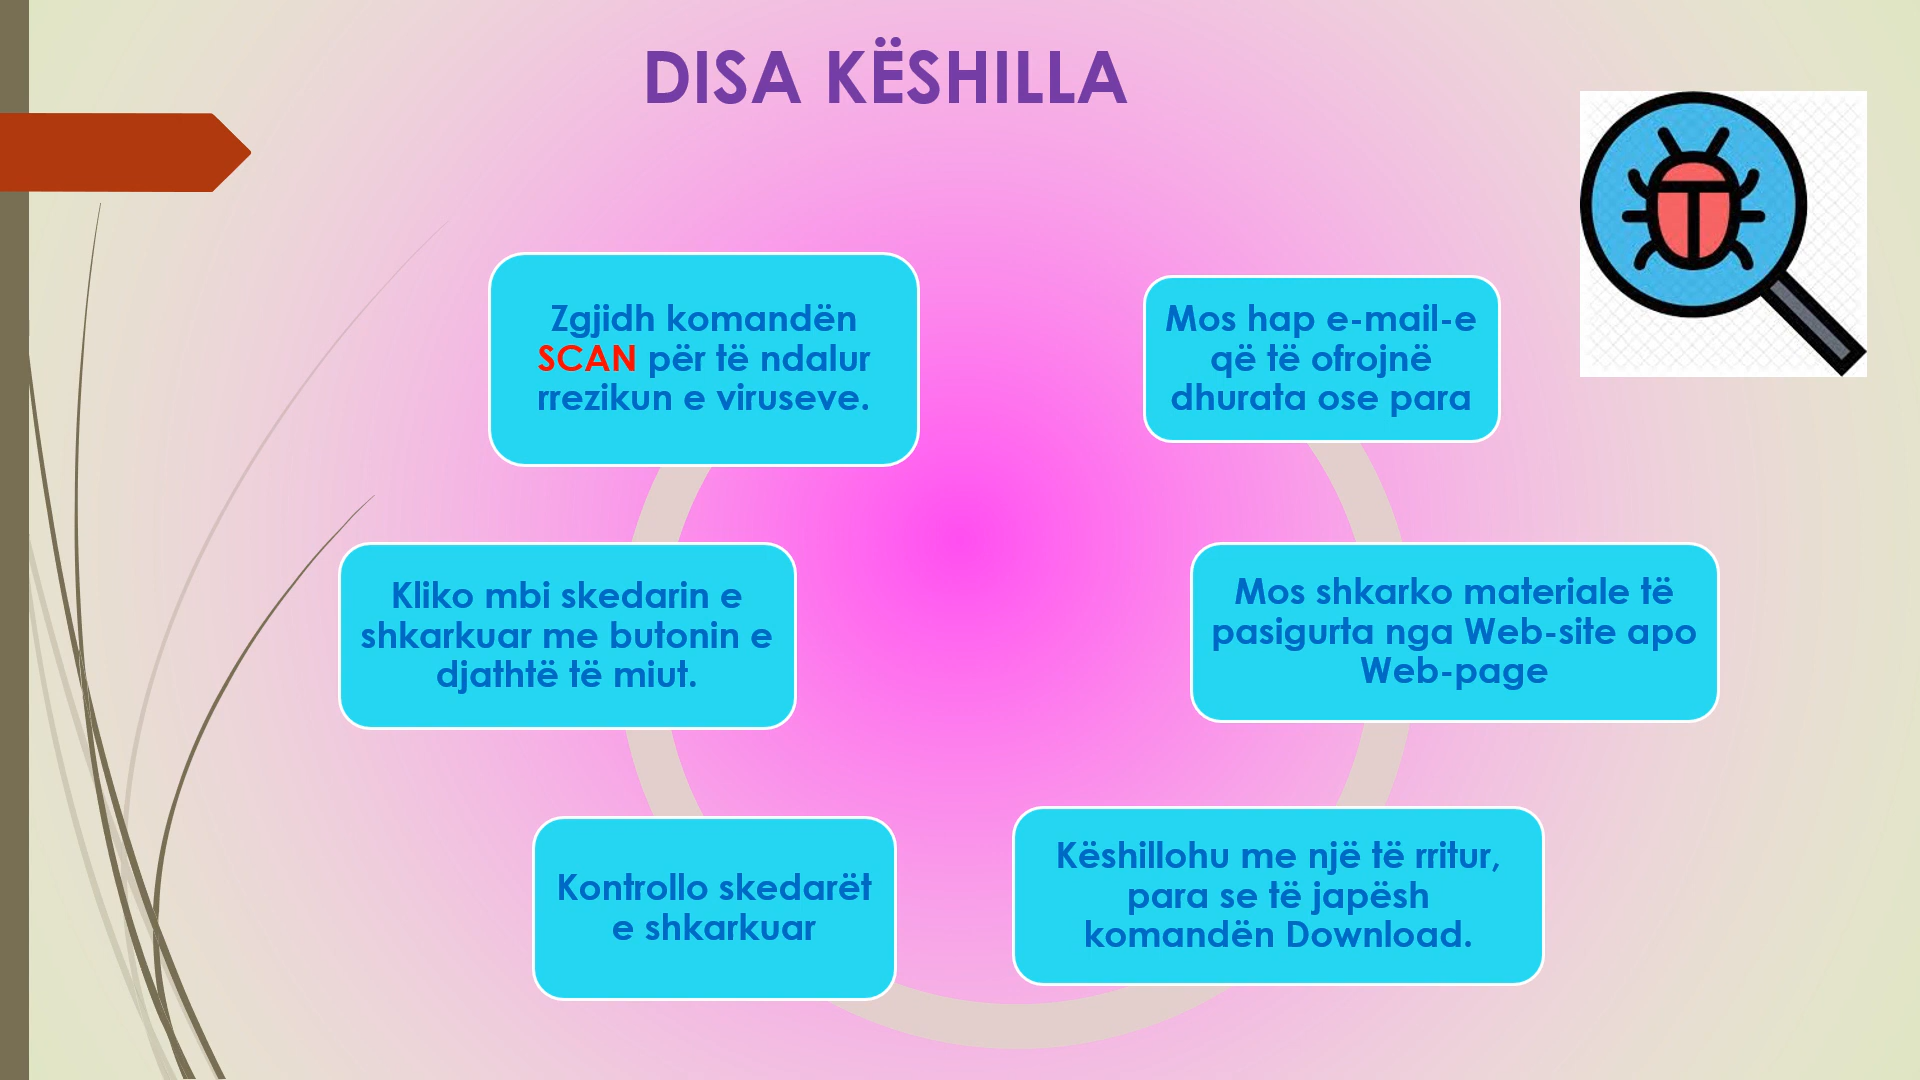 DISA KËSHILLA
Mos hap e-mail-e
që të ofrojnë
dhurata ose para
Mos shkarko materiale të
pasigurta nga Web-site apo
Web-page
Këshillohu me një të rritur,
para se të japësh
komandën Download.
Kontrollo skedarët
e shkarkuar
Kliko mbi skedarin e
shkarkuar me butonin e
djathtë të miut.
Zgjidh komandën
SCAN për të ndalur
rrezikun e viruseve.